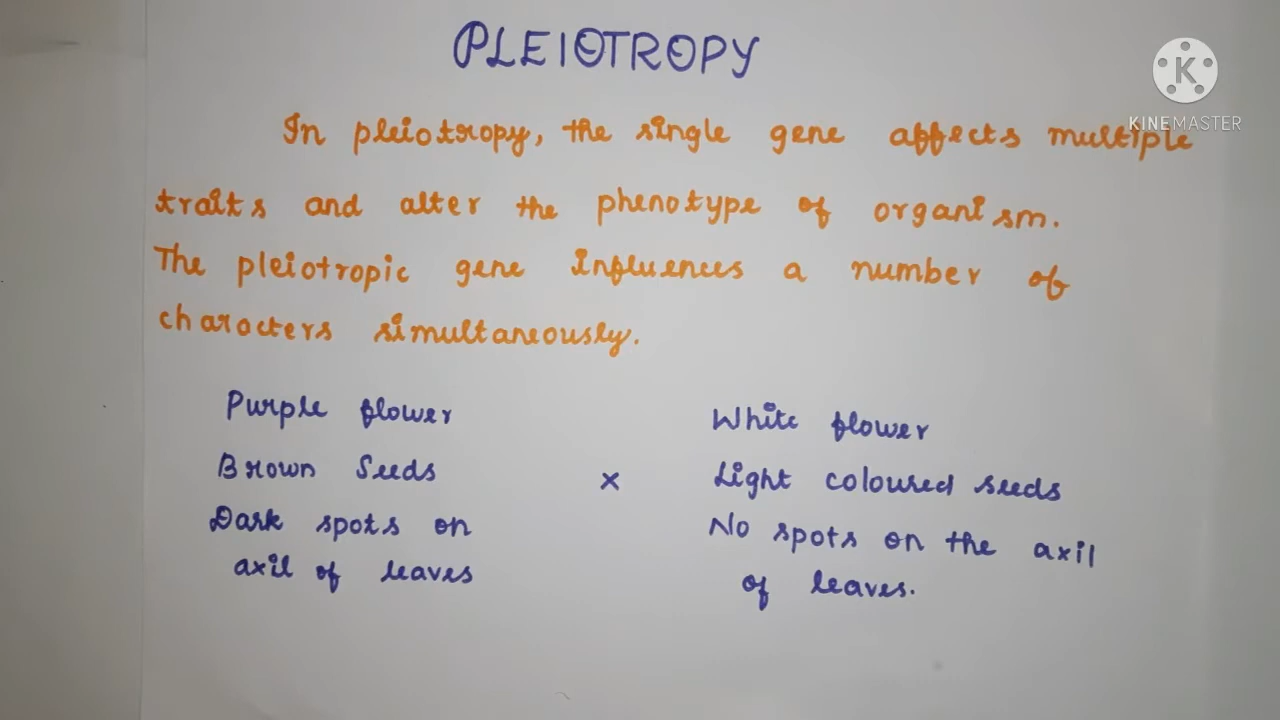 PLEIOTROPY
KINEMASTER
In pleiotropy, the single gene affects multiple
traits and alter the phenotype of organism.
The pleiotropic gene influences a number of
characters simultaneously.
Purple flower
White flower
Brown Seeds
x
Light coloured seeds
Dark spots on
axil of leaves
No spots on the axil
of leaves.